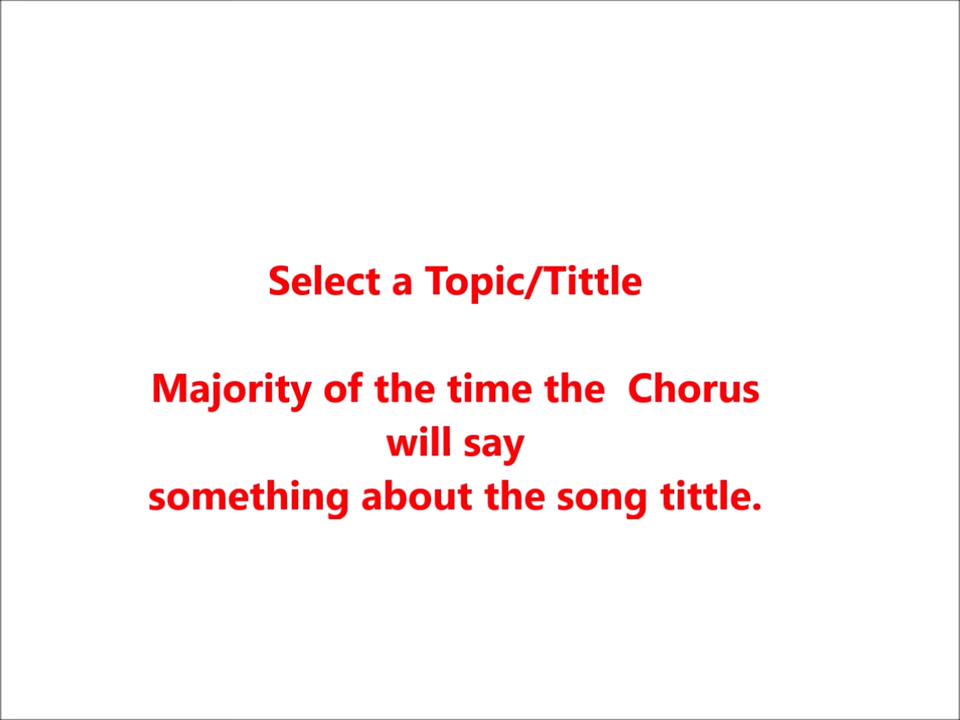 Select a Topic/Tittle
Majority of the time the  Chorus
will say
something about the song tittle.